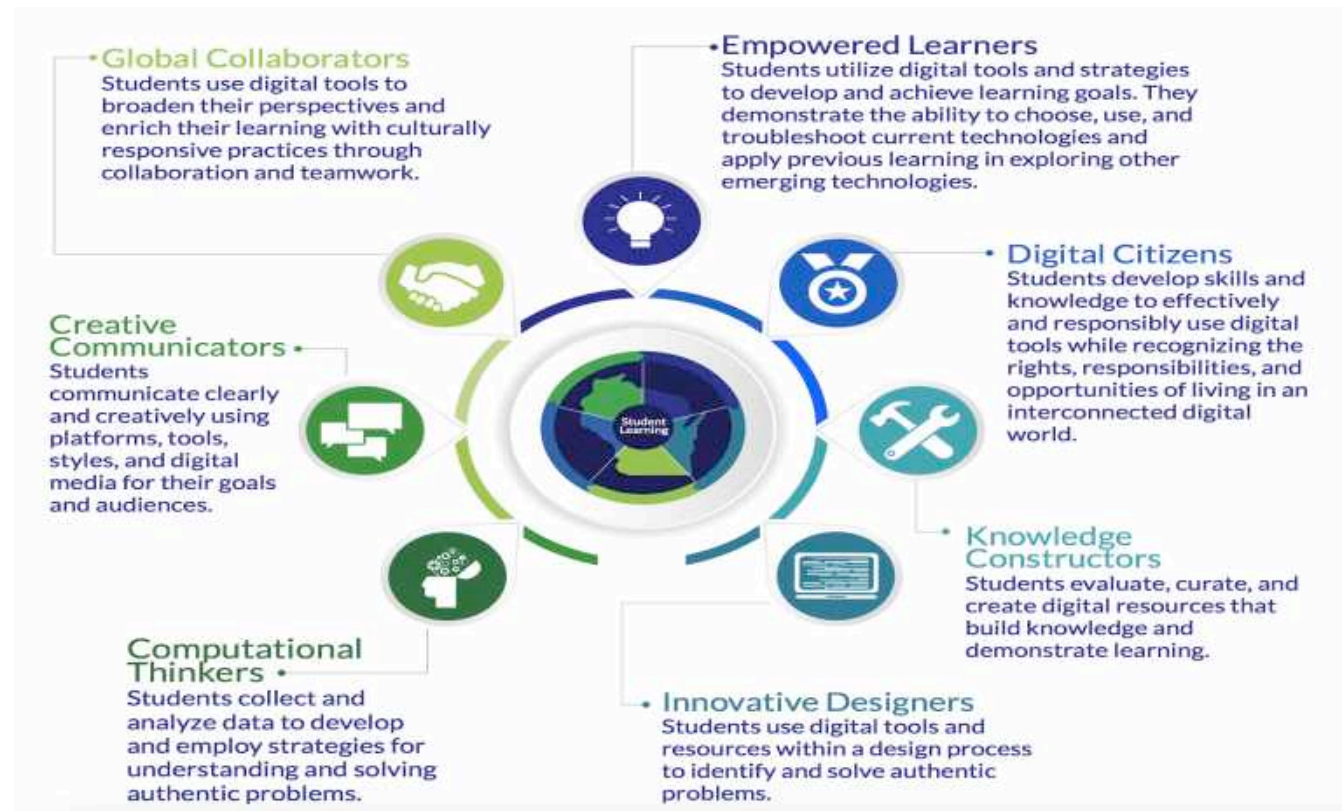 Global Collaborators
Students use digital tools to
broaden their perspectives and
enrich their learning with culturally
responsive practices through
collaboration and teamwork.
Empowered Learners
Students utilize digital tools and strategies
to develop and achieve learning goals. They
demonstrate the ability to choose, use, and
troubleshoot current technologies and
apply previous learning in exploring other
emerging technologies.
Digital Citizens
Students develop skills and
knowledge to effectively
and responsibly use digital
tools while recognizing the
rights, responsibilities, and
opportunities of living in an
interconnected digital
world.
Creative
Communicators
Students
communicate clearly
and creatively using
platforms, tools,
styles, and digital
media for their goals
and audiences.
Student
Learning
Knowledge
Constructors
Students evaluate, curate, and
create digital resources that
build knowledge and
demonstrate learning.
Computational
Thinkers
Students collect and
analyze data to develop
and employ strategies for
understanding and solving
authentic problems.
Innovative Designers
Students use digital tools and
resources within a design process
to identify and solve authentic
problems.